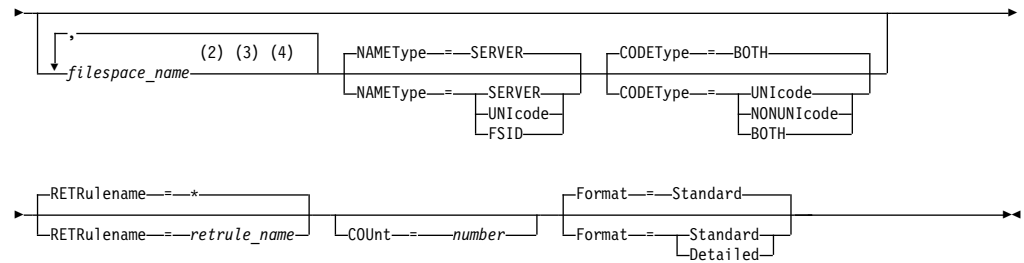 ,
(2) (3) (4)
filespace_name
NAMEType = SERVER
NAMEType = SERVER
UNIcode
FSID
CODEType = BOTH
CODEType = UNIcode
NONUNIcode
BOTH
RETRulename = *
RETRulename = retrule_name
COUnt = number
Format = Standard
Format = Standard
Detailed